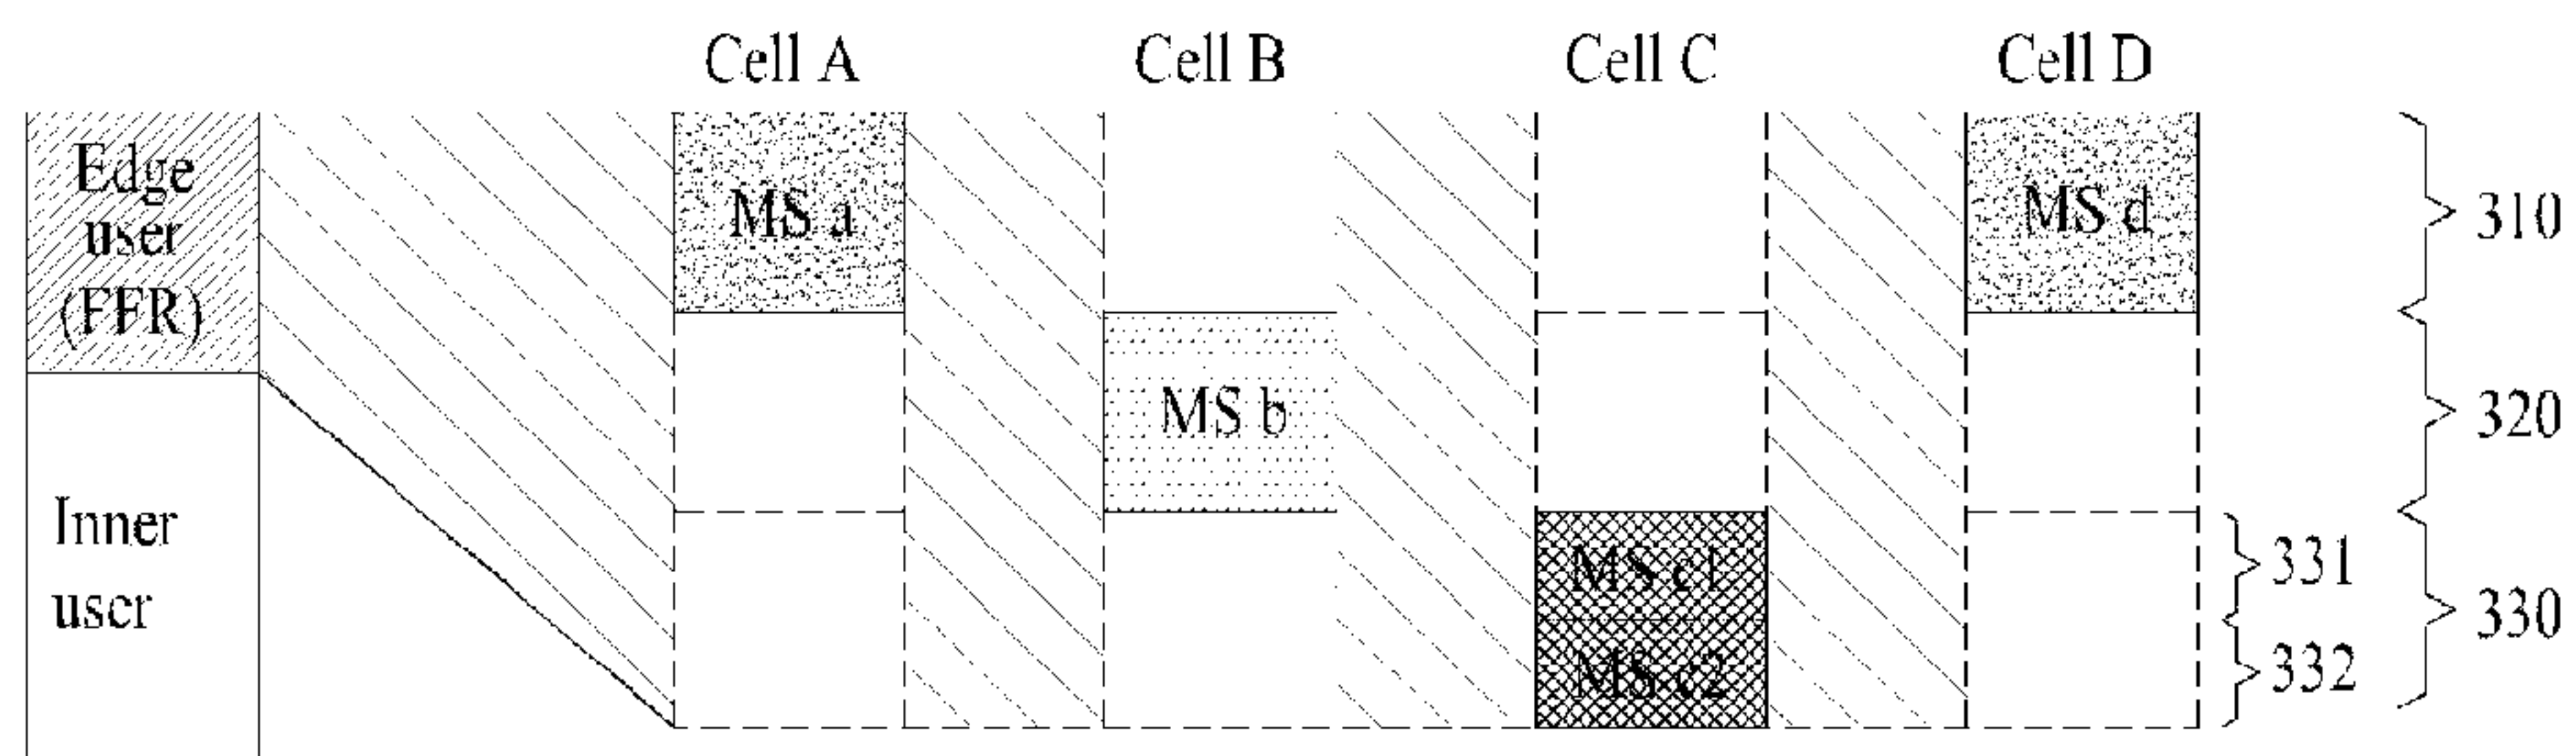 Cell A
Cell B
Cell C
Cell D
Edge
user
(FFR)
MS a
MS d
310
MS b
320
Inner
user
MS c1
MS c2
331
332
330